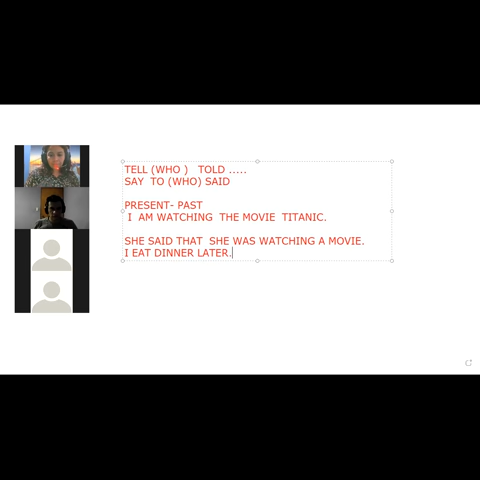 TELL (WHO ) TOLD .....
SAY TO (WHO) SAID
PRESENT- PAST
I AM WATCHING THE MOVIE TITANIC.
SHE SAID THAT SHE WAS WATCHING A MOVIE.
I EAT DINNER LATER.